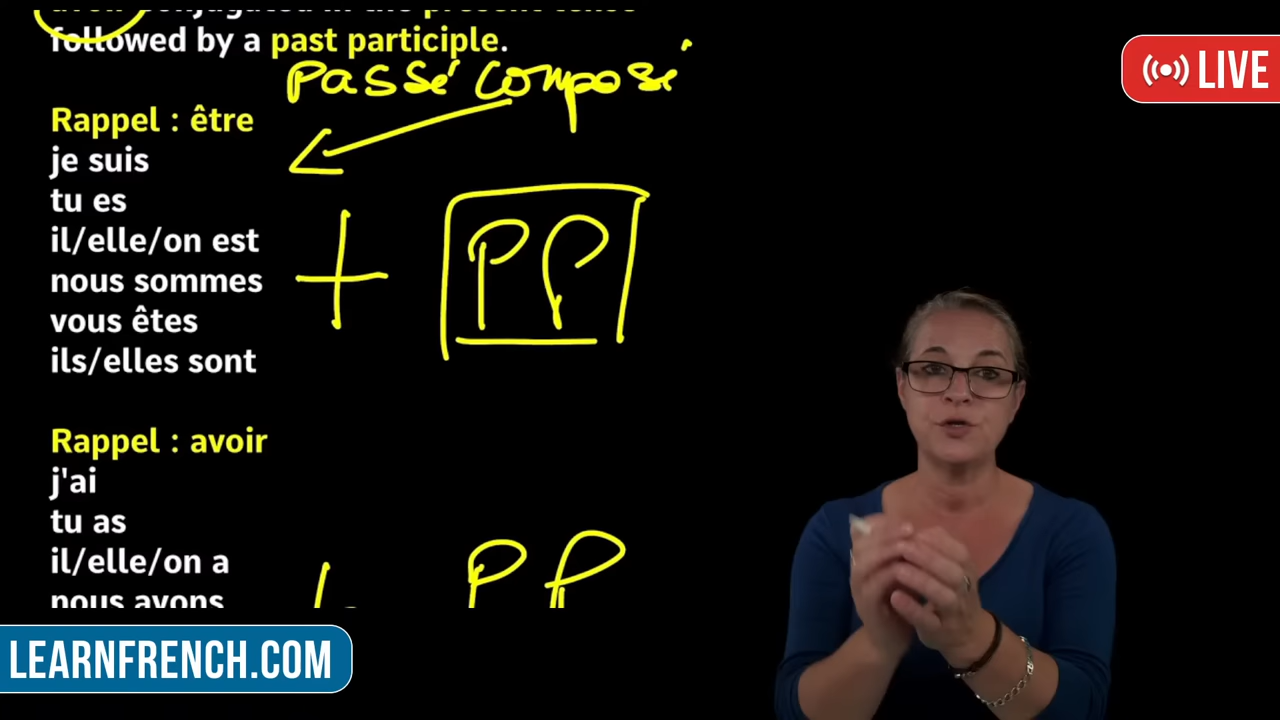 followed by a past participle.
passé composé
Rappel : être
je suis
tu es
il/elle/on est
nous sommes
vous êtes
ils/elles sont
+ PP
Rappel : avoir
j'ai
tu as
il/elle/on a
nous avons
+ PP
LIVE
LEARNFRENCH.COM